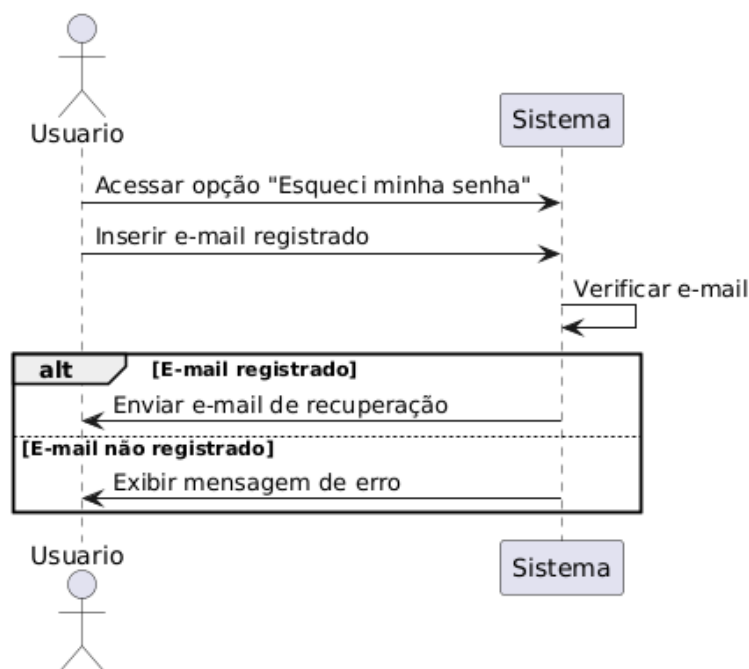 Usuario
Sistema
Acessar opção "Esqueci minha senha"
Inserir e-mail registrado
Verificar e-mail
alt [E-mail registrado]
Enviar e-mail de recuperação
[E-mail não registrado]
Exibir mensagem de erro
Usuario
Sistema